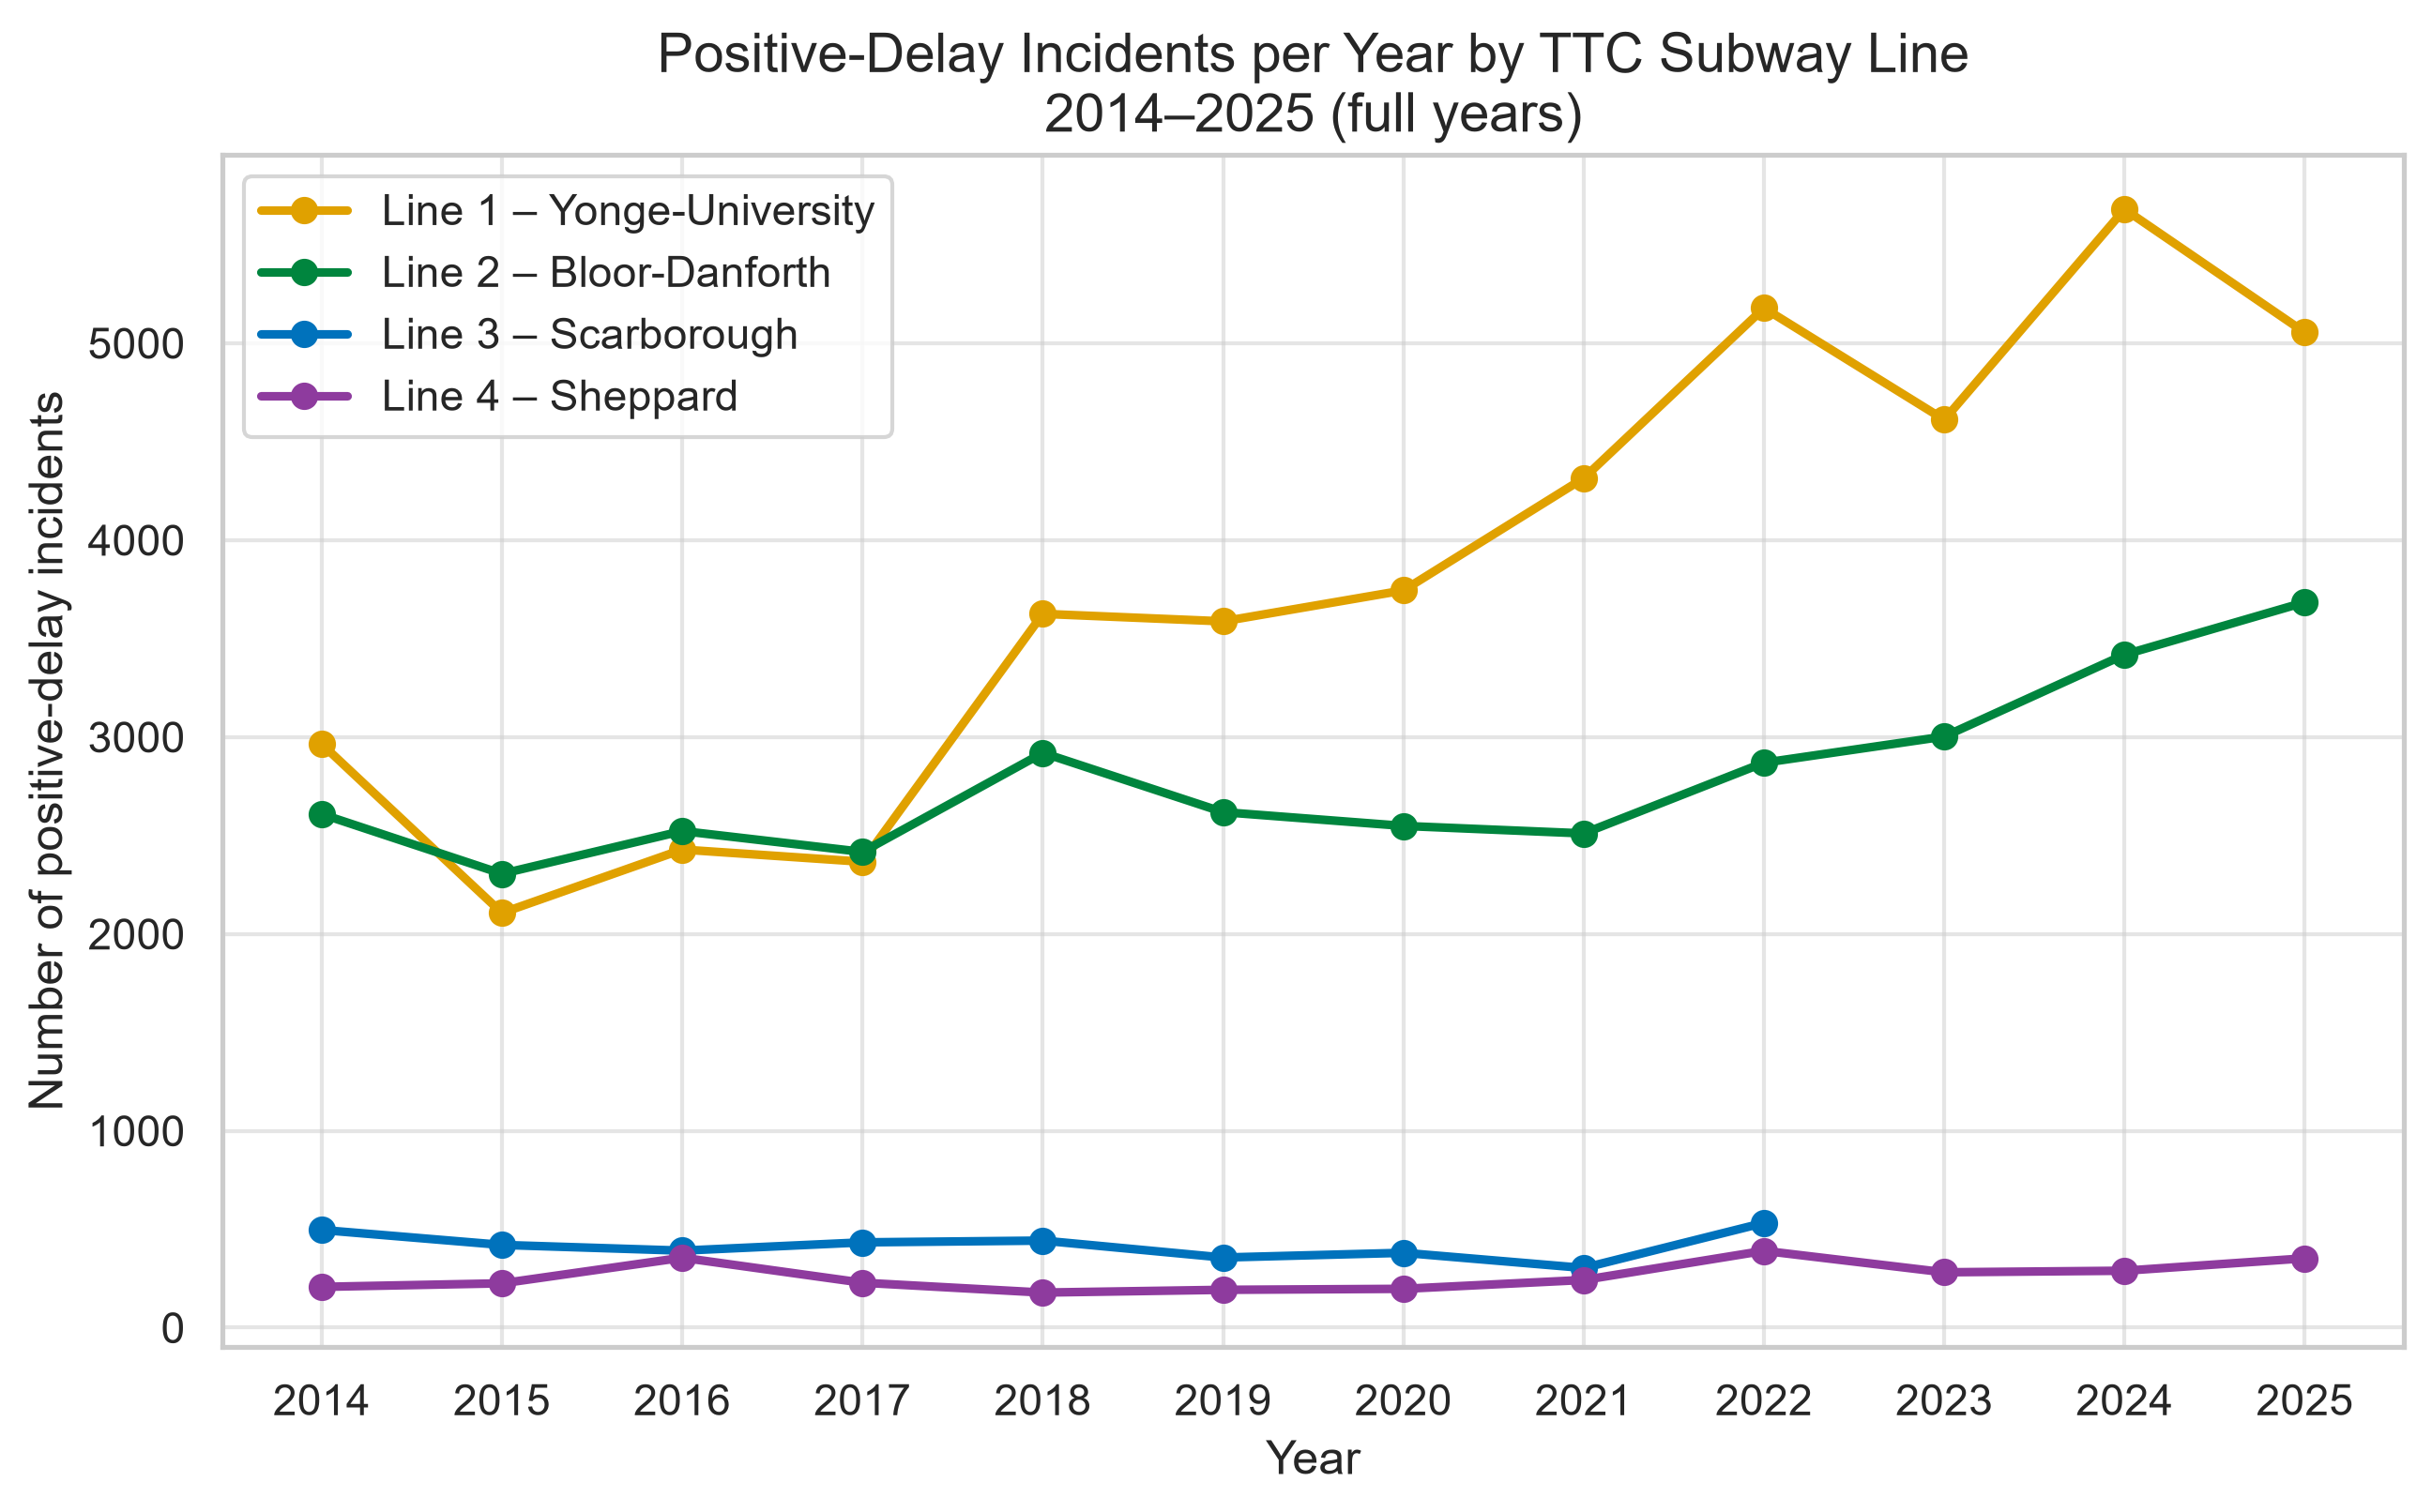 Positive-Delay Incidents per Year by TTC Subway Line
2014–2025 (full years)
Line 1 – Yonge-University
Line 2 – Bloor-Danforth
Line 3 – Scarborough
Line 4 – Sheppard
Number of positive-delay incidents
5000
4000
3000
2000
1000
0
2014 2015 2016 2017 2018 2019 2020 2021 2022 2023 2024 2025
Year